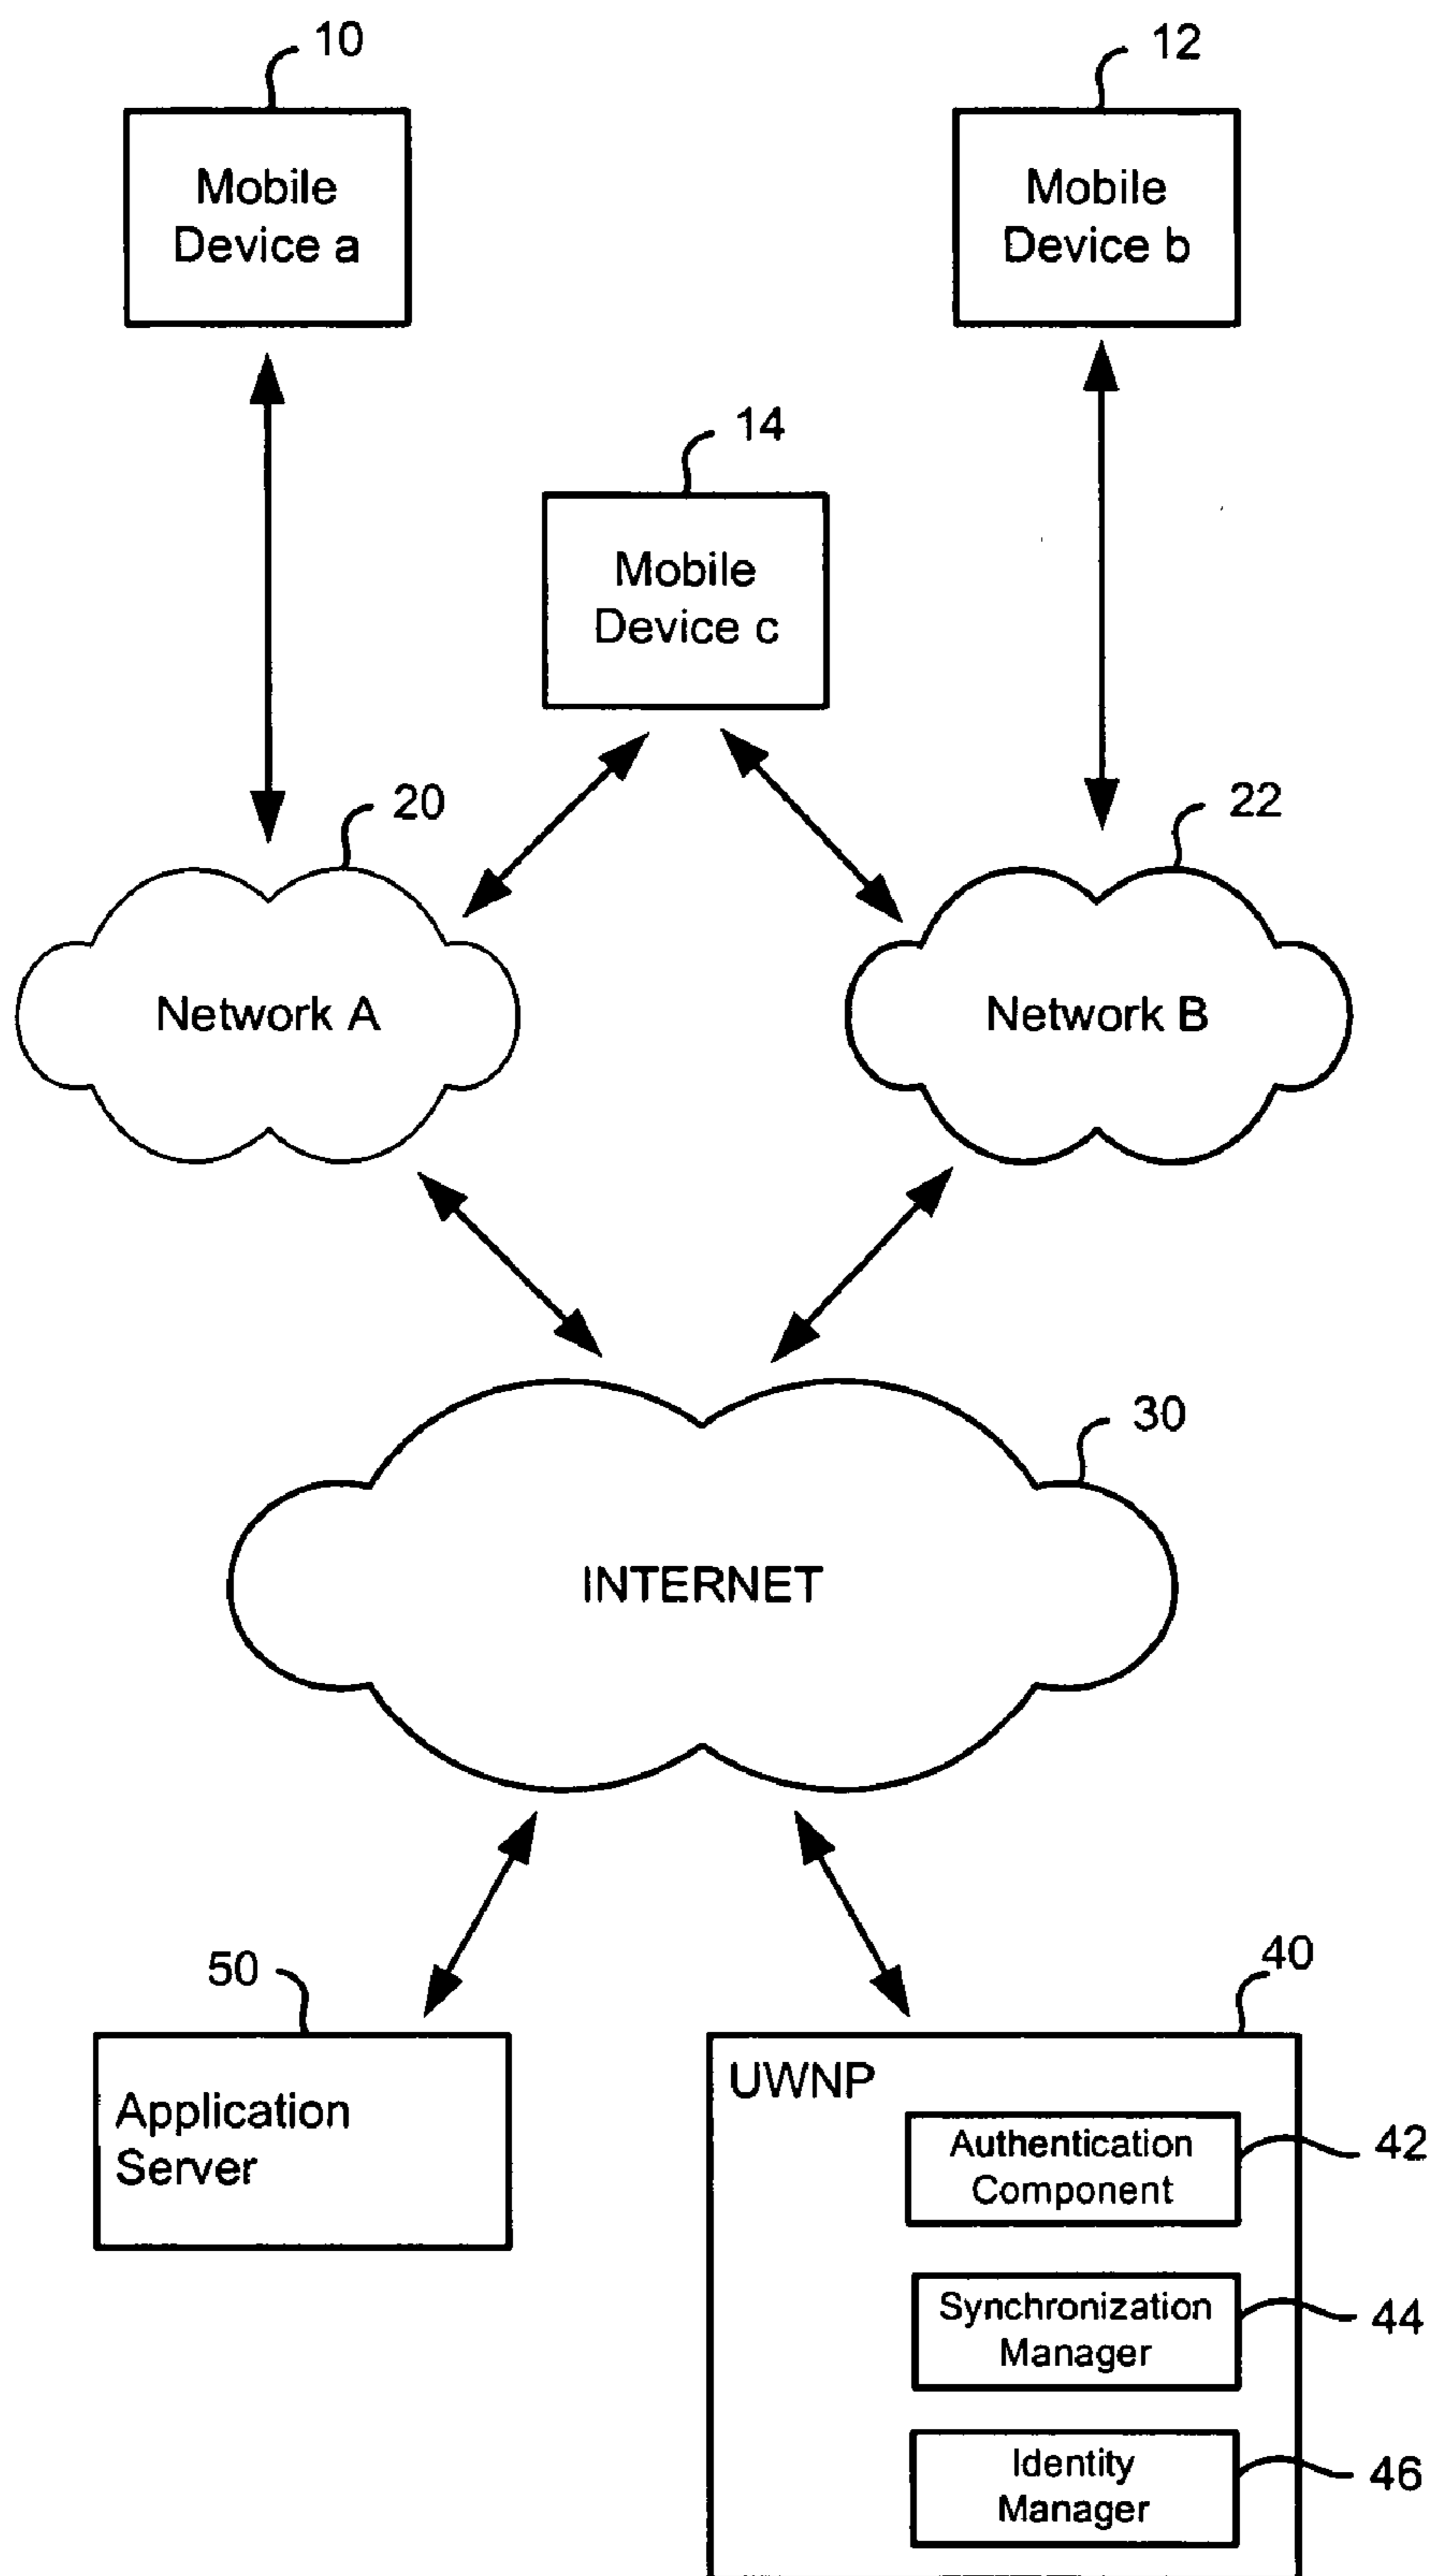 10
12
Mobile
Device a
Mobile
Device b
14
Mobile
Device c
20
22
Network A
Network B
30
INTERNET
50
40
Application
Server
UWNP
Authentication
Component
42
Synchronization
Manager
44
Identity
Manager
46